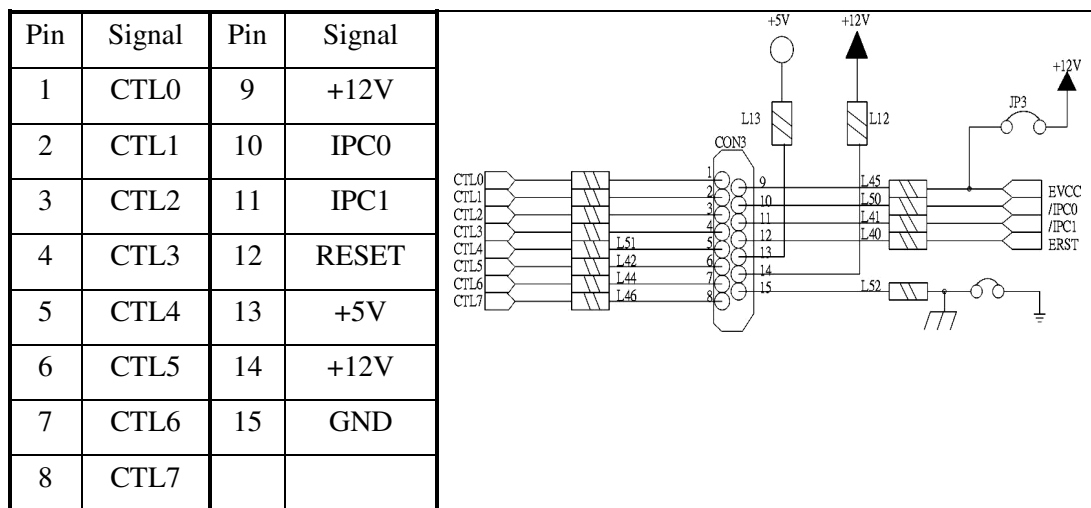 Pin Signal Pin Signal
1 CTL0 9 +12V
2 CTL1 10 IPC0
3 CTL2 11 IPC1
4 CTL3 12 RESET
5 CTL4 13 +5V
6 CTL5 14 +12V
7 CTL6 15 GND
8 CTL7
+5V +12V
+12V
JP3
L13 L12
CON3
CTL0 1 9 L45 EVCC
CTL1 2 10 L50 /IPC0
CTL2 3 11 L41 /IPC1
CTL3 4 12 L40 ERST
CTL4 L51 5 13
CTL5 L42 6 14
CTL6 L44 7 15 L52
CTL7 L46 8